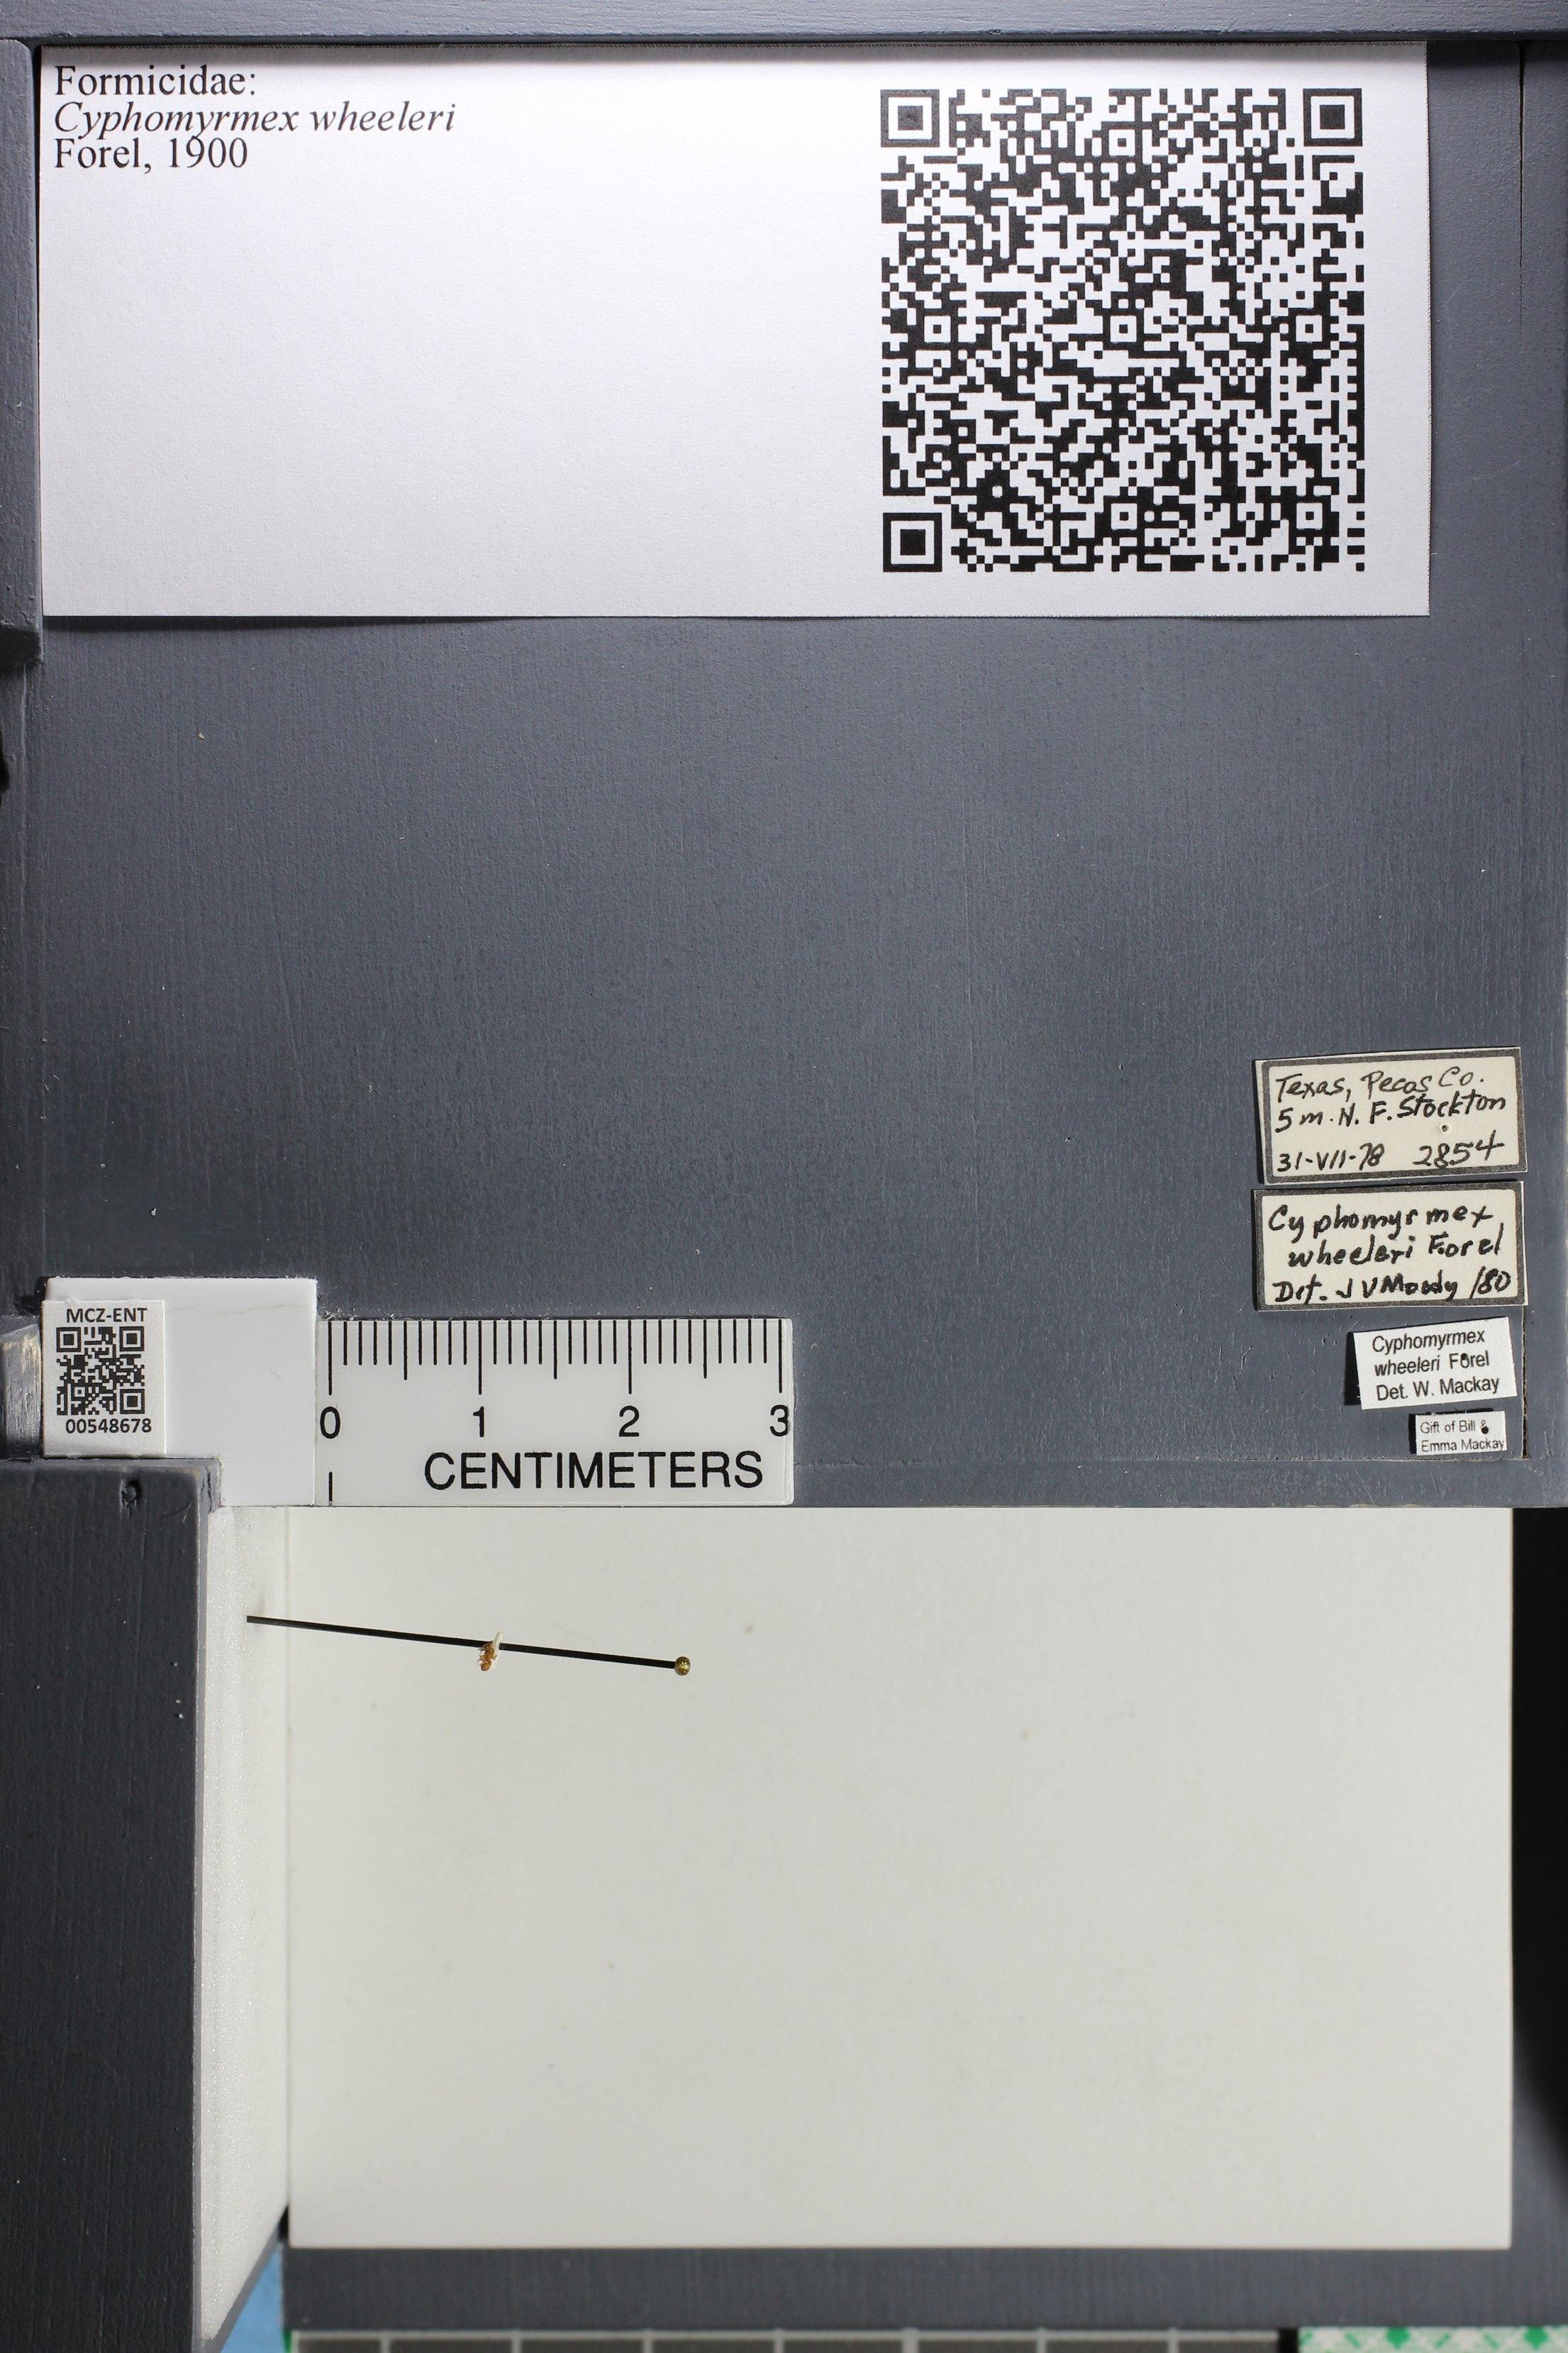 Formicidae:
Cyphomyrmex wheeleri
Forel, 1900
Texas, Pecos Co.
5 m. N. F. Stockton
31-VII-78 2854
Cyphomyrmex
wheeleri Forel
Det. J V Moody /80
Cyphomyrmex
wheeleri Forel
Det. W. Mackay
Gift of Bill &
Emma Mackay
MCZ-ENT
00548678
0 1 2 3
CENTIMETERS